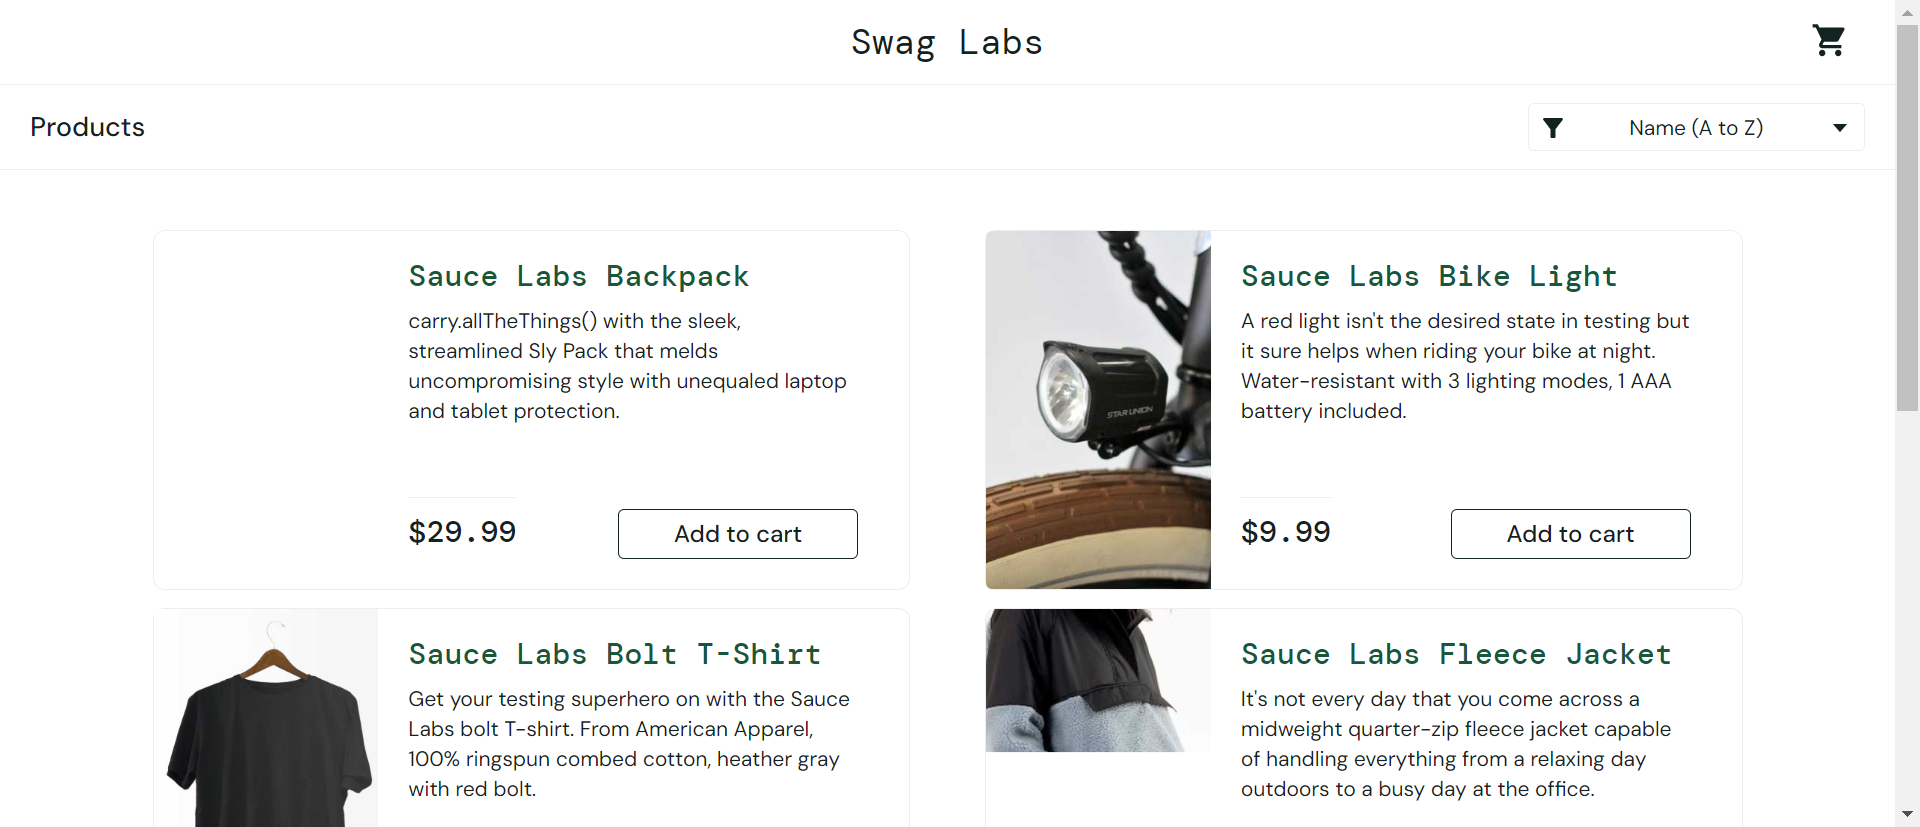 Swag Labs
Products
Name (A to Z)
Sauce Labs Backpack
carry.allTheThings() with the sleek,
streamlined Sly Pack that melds
uncompromising style with unequaled laptop
and tablet protection.
$29.99
Add to cart
STAR UNION
Sauce Labs Bike Light
A red light isn't the desired state in testing but
it sure helps when riding your bike at night.
Water-resistant with 3 lighting modes, 1 AAA
battery included.
$9.99
Add to cart
Sauce Labs Bolt T-Shirt
Get your testing superhero on with the Sauce
Labs bolt T-shirt. From American Apparel,
100% ringspun combed cotton, heather gray
with red bolt.
Sauce Labs Fleece Jacket
It's not every day that you come across a
midweight quarter-zip fleece jacket capable
of handling everything from a relaxing day
outdoors to a busy day at the office.